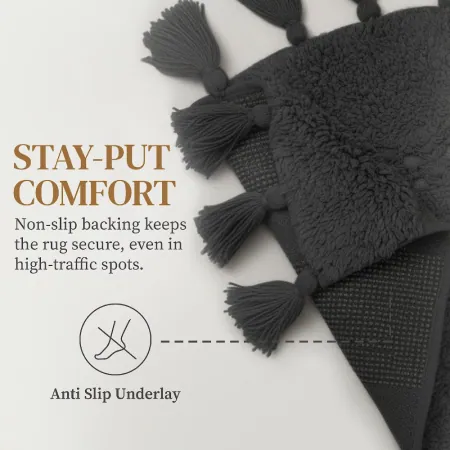 STAY-PUT
COMFORT
Non-slip backing keeps
the rug secure, even in
high-traffic spots.
Anti Slip Underlay